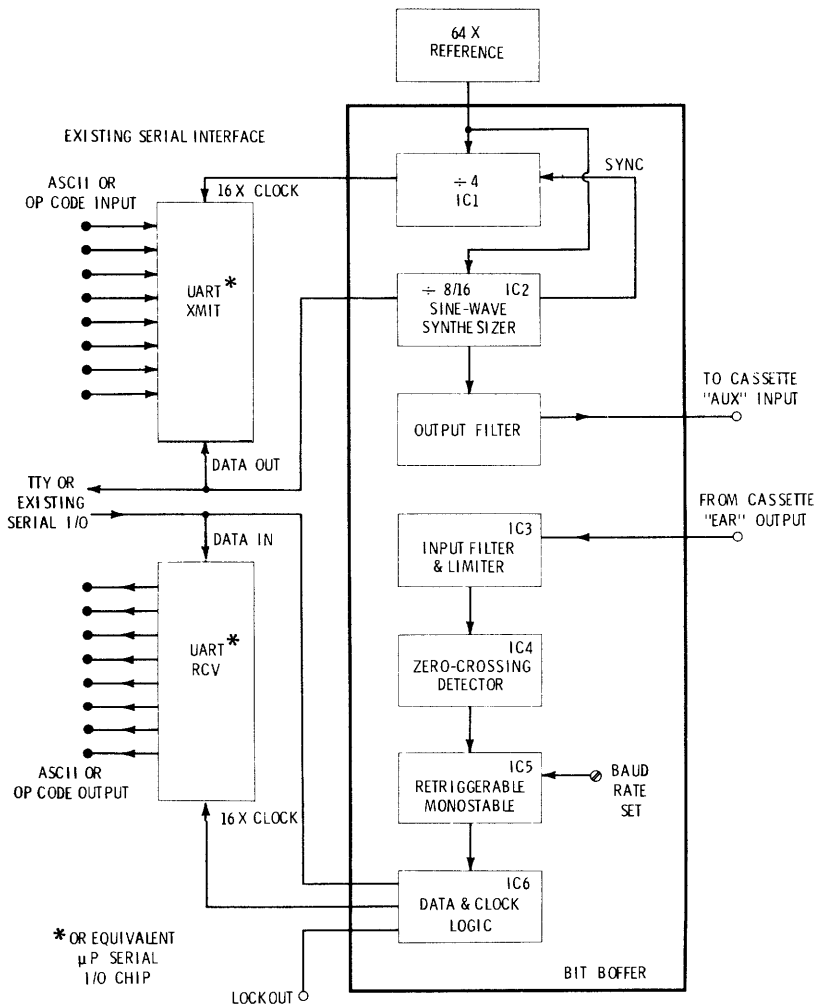 64 X
REFERENCE
EXISTING SERIAL INTERFACE
ASCII OR
OP CODE INPUT
16 X CLOCK
÷ 4
IC1
SYNC
UART *
XMIT
÷ 8/16 IC2
SINE-WAVE
SYNTHESIZER
OUTPUT FILTER
TO CASSETTE
"AUX" INPUT
DATA OUT
TTY OR
EXISTING
SERIAL I/O
DATA IN
FROM CASSETTE
"EAR" OUTPUT
IC3
INPUT FILTER
& LIMITER
UART *
RCV
IC4
ZERO-CROSSING
DETECTOR
IC5
RETRIGGERABLE
MONOSTABLE
BAUD
RATE
SET
ASCII OR
OP CODE OUTPUT
16 X CLOCK
IC6
DATA & CLOCK
LOGIC
* OR EQUIVALENT
µP SERIAL
I/O CHIP
LOCKOUT
BIT BOFFER